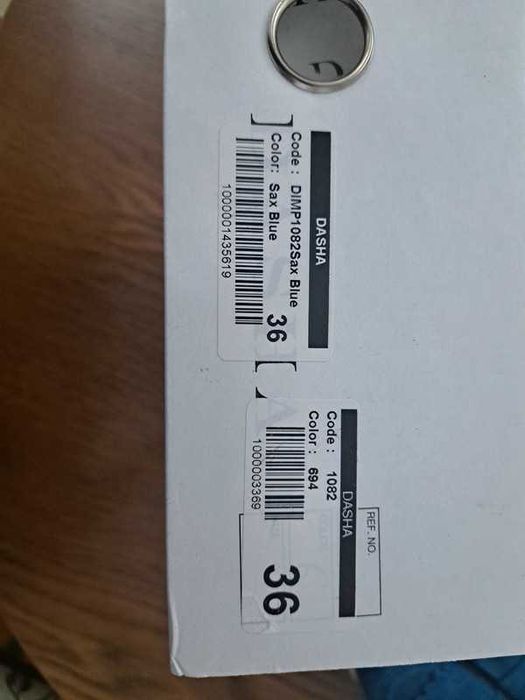 DASHA
Code : DIMP1082Sax Blue
Color: Sax Blue
36
1000001435619
REF. NO.
DASHA
Code : 1082
Color : 694
1000003369
36